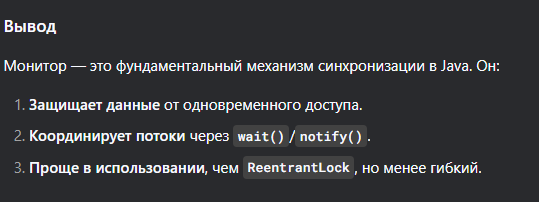 Вывод
Монитор — это фундаментальный механизм синхронизации в Java. Он:
1. Защищает данные от одновременного доступа.
2. Координирует потоки через wait()/notify().
3. Проще в использовании, чем ReentrantLock, но менее гибкий.